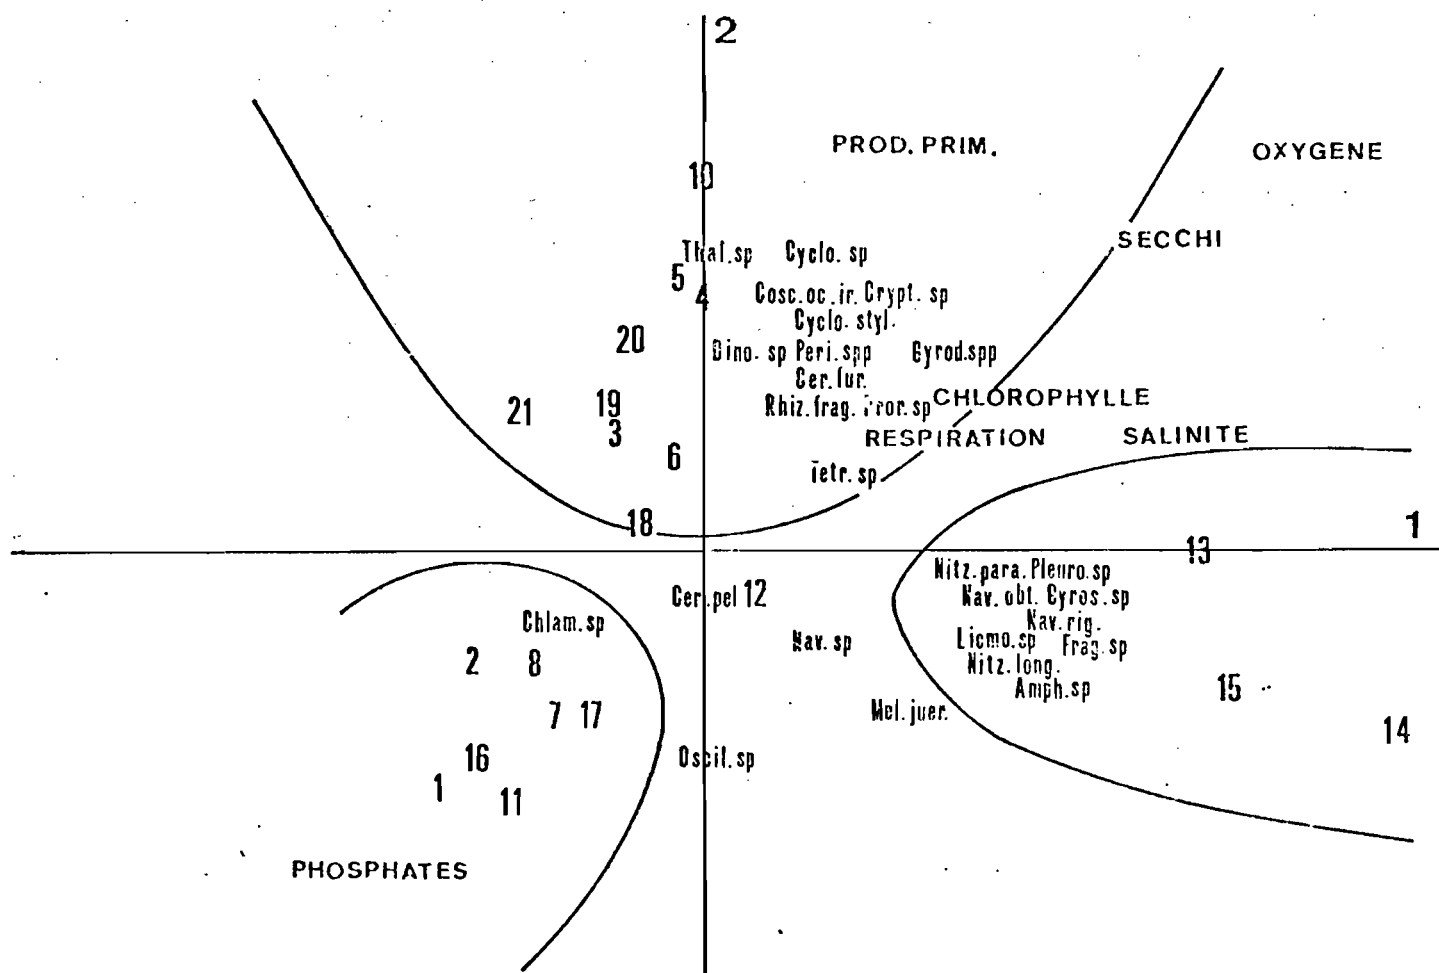 2
PROD. PRIM.
OXYGENE
10
SECCHI
Thal.sp Cyclo. sp
5
4 Cosc.oc.ir. Crypt. sp
Cyclo. styl.
20
Dino. sp Peri.spp Gyrod.spp
Cer.fur.
21 19 Rhiz.frag. Pror.sp CHLOROPHYLLE
3 RESPIRATION SALINITE
6
Tetr.sp
18 1
13
Nitz.para. Pleuro.sp
Cer.pel 12 Nav.obl. Gyros.sp
Chlam.sp Nav.rig.
Nav.sp Licmo.sp Frag.sp
2 8 Nitz.long.
Amph.sp 15
7 17 Mel.juer.
14
16 Oscil.sp
1
11
PHOSPHATES